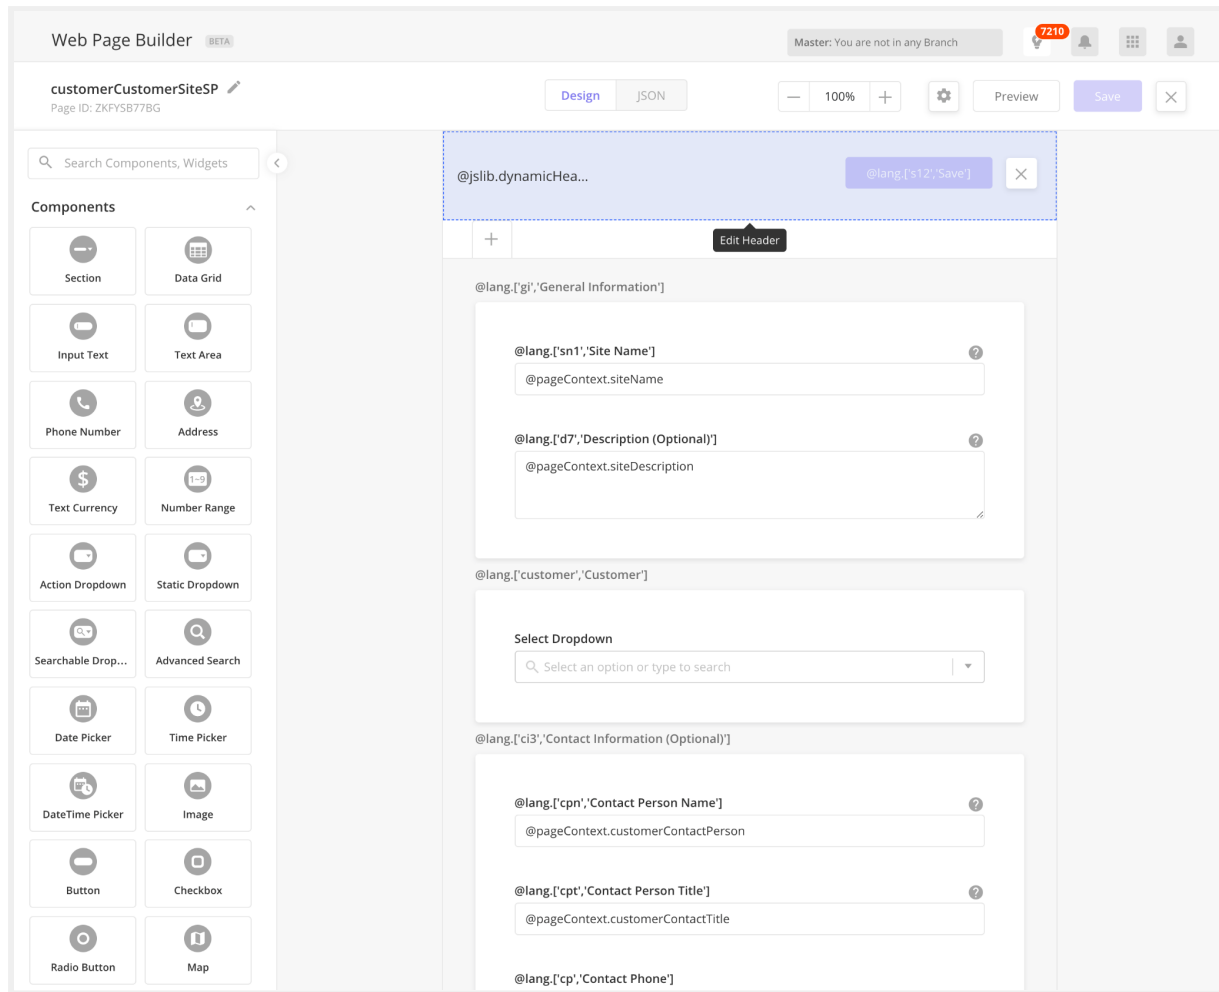 Web Page Builder BETA
Master: You are not in any Branch
7210
customerCustomerSiteSP
Page ID: ZKFYSB77BG
Design JSON
100%
Preview
Save
Search Components, Widgets
Components
Section Data Grid
Input Text Text Area
Phone Number Address
$ 1-9
Text Currency Number Range
Action Dropdown Static Dropdown
Searchable Drop... Advanced Search
Date Picker Time Picker
DateTime Picker Image
Button Checkbox
Radio Button Map
@jslib.dynamicHea...
@lang.['s12','Save']
Edit Header
@lang.['gi','General Information']
@lang.['sn1','Site Name']
@pageContext.siteName
@lang.['d7','Description (Optional)']
@pageContext.siteDescription
@lang.['customer','Customer']
Select Dropdown
Select an option or type to search
@lang.['ci3','Contact Information (Optional)']
@lang.['cpn','Contact Person Name']
@pageContext.customerContactPerson
@lang.['cpt','Contact Person Title']
@pageContext.customerContactTitle
@lang.['cp','Contact Phone']